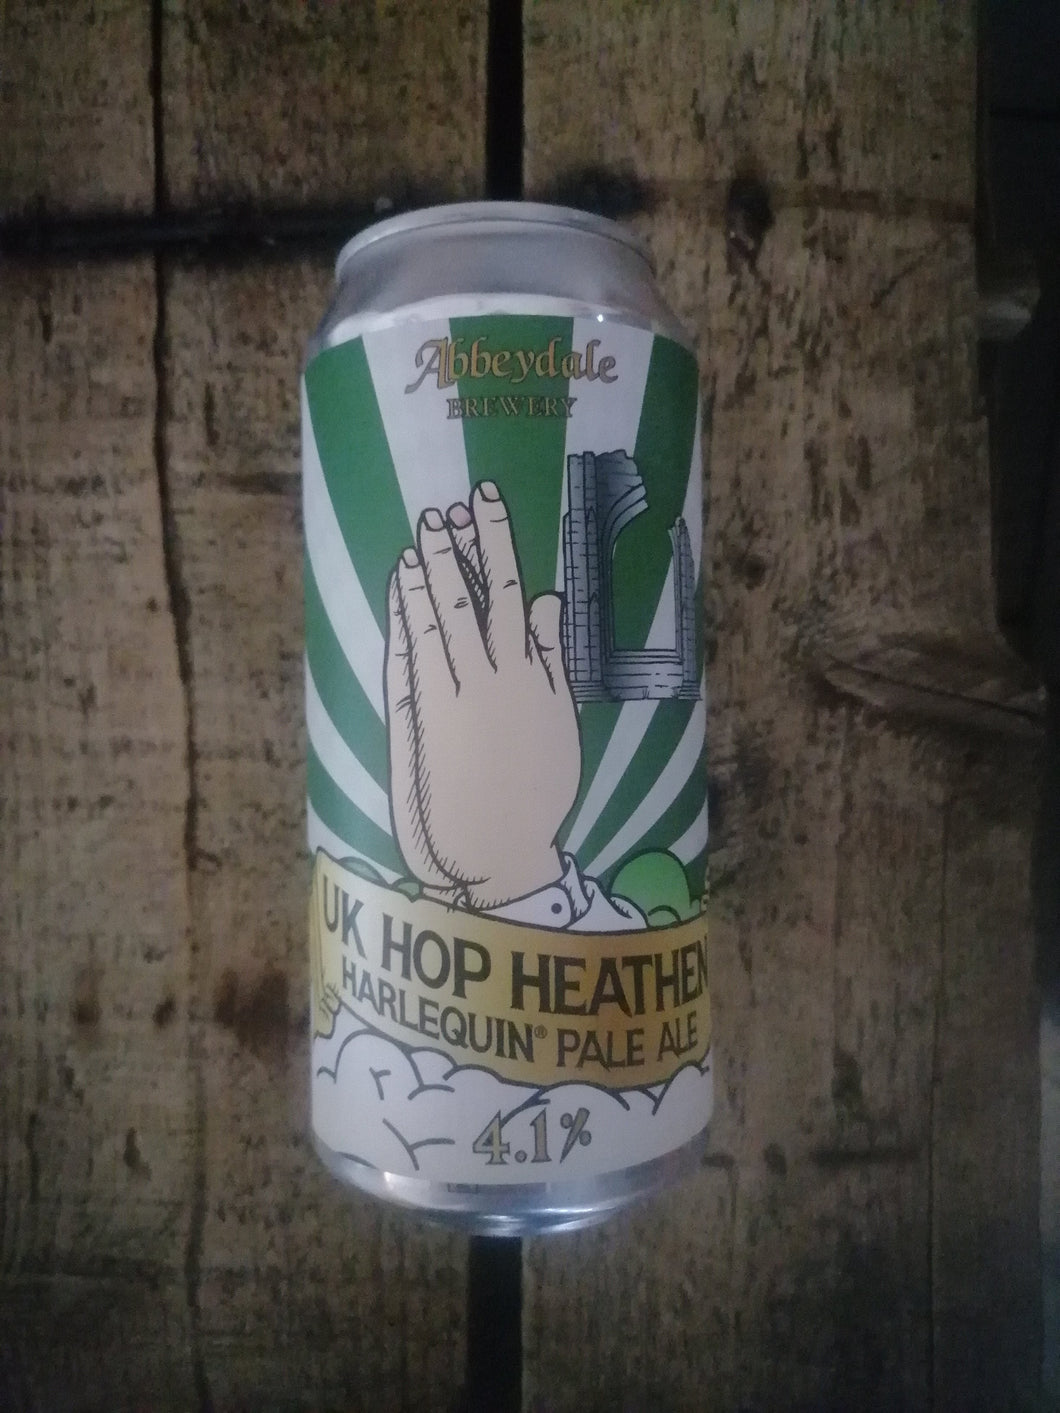 Abbeydale
BREWERY
UK HOP HEATHEN
HARLEQUIN® PALE ALE
4.1%